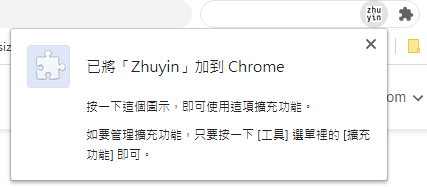 zhu
yin
siz
已將「Zhuyin」加到 Chrome
按一下這個圖示，即可使用這項擴充功能。
om
如要管理擴充功能，只要按一下 [工具] 選單裡的 [擴充
功能] 即可。